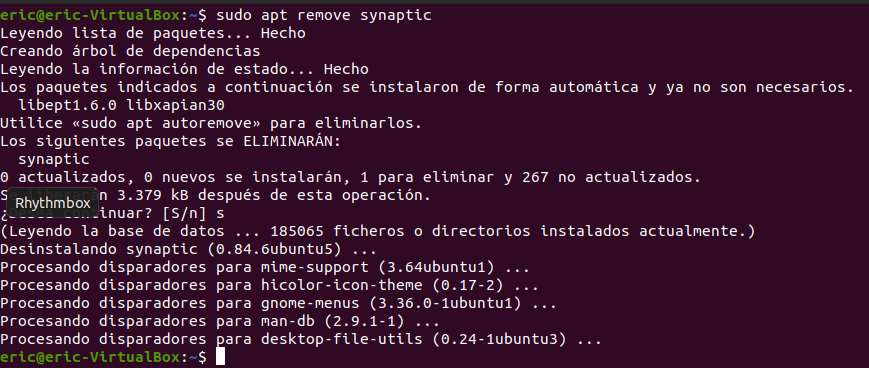 eric@eric-VirtualBox:~$ sudo apt remove synaptic
Leyendo lista de paquetes... Hecho
Creando árbol de dependencias
Leyendo la información de estado... Hecho
Los paquetes indicados a continuación se instalaron de forma automática y ya no son necesarios.
  libept1.6.0 libxapian30
Utilice «sudo apt autoremove» para eliminarlos.
Los siguientes paquetes se ELIMINARÁN:
  synaptic
0 actualizados, 0 nuevos se instalarán, 1 para eliminar y 267 no actualizados.
Se liberarán 3.379 kB después de esta operación.
Rhythmbox
¿Desea continuar? [S/n] s
(Leyendo la base de datos ... 185065 ficheros o directorios instalados actualmente.)
Desinstalando synaptic (0.84.6ubuntu5) ...
Procesando disparadores para mime-support (3.64ubuntu1) ...
Procesando disparadores para hicolor-icon-theme (0.17-2) ...
Procesando disparadores para gnome-menus (3.36.0-1ubuntu1) ...
Procesando disparadores para man-db (2.9.1-1) ...
Procesando disparadores para desktop-file-utils (0.24-1ubuntu3) ...
eric@eric-VirtualBox:~$